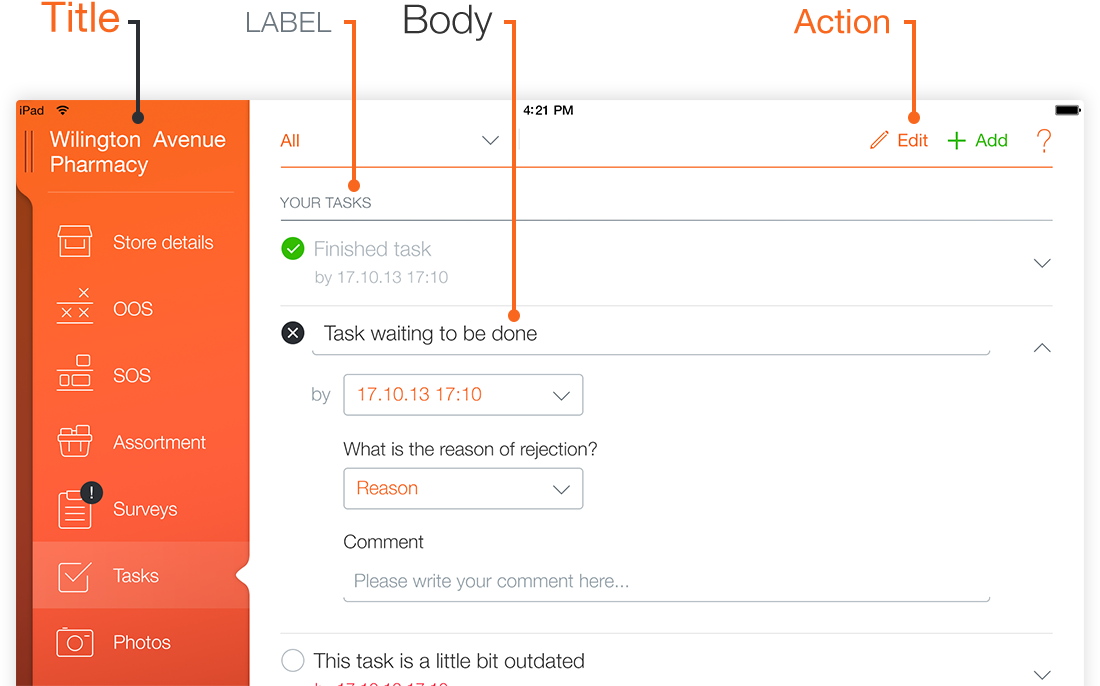 Title LABEL Body Action
iPad 4:21 PM
Wilington Avenue
Pharmacy
All Edit Add ?
YOUR TASKS
Store details
Finished task
by 17.10.13 17:10
OOS
Task waiting to be done
SOS
by 17.10.13 17:10
Assortment
What is the reason of rejection?
Reason
!
Surveys
Comment
Tasks
Please write your comment here...
Photos
This task is a little bit outdated